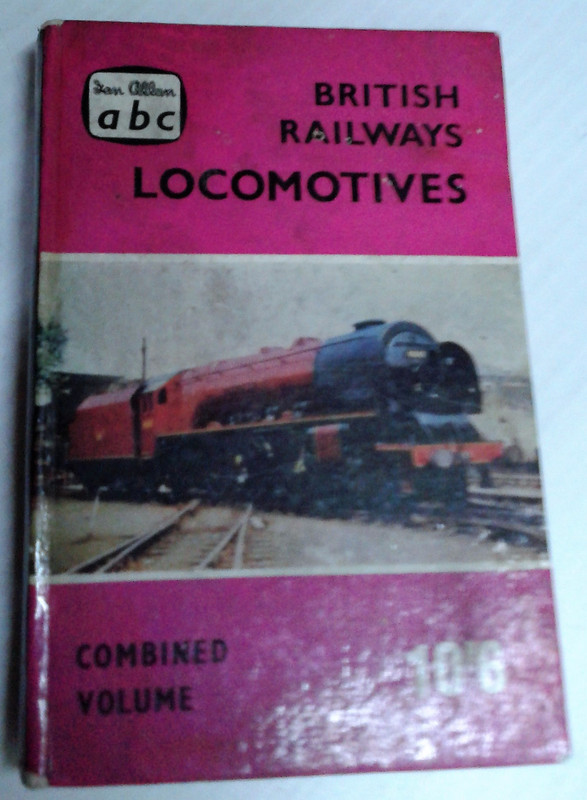 Ian Allan
abc
BRITISH
RAILWAYS
LOCOMOTIVES
COMBINED
VOLUME
10'6